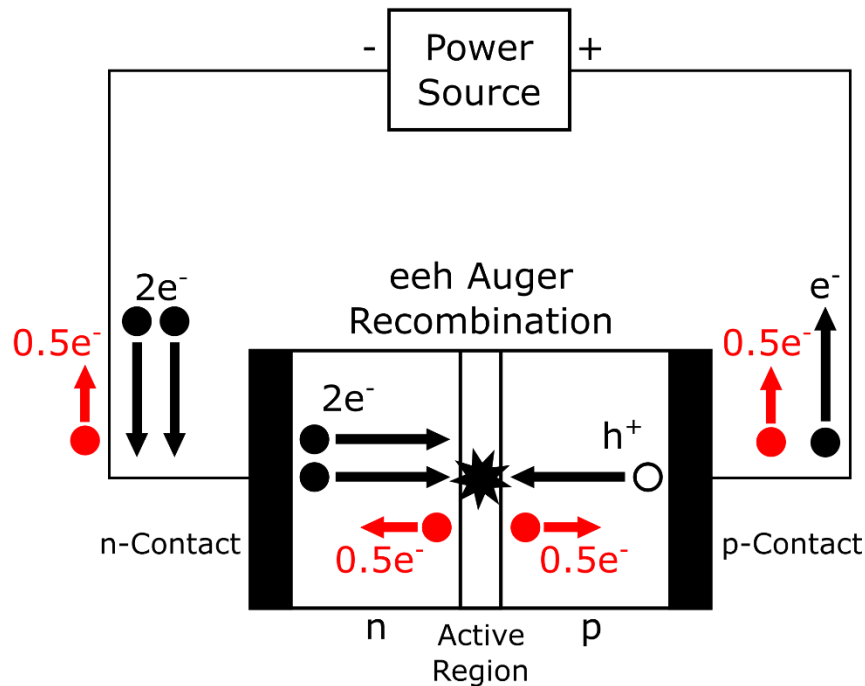 - Power +
Source
eeh Auger
Recombination
2e⁻
0.5e⁻
e⁻
0.5e⁻
2e⁻
h⁺
n-Contact
0.5e⁻
0.5e⁻
p-Contact
n
Active
Region
p